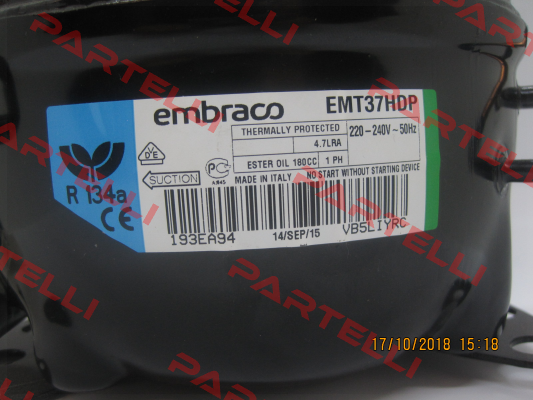 embraco EMT37HDP
THERMALLY PROTECTED 220-240V~50Hz
4.7LRA
ESTER OIL 180CC 1 PH
MADE IN ITALY NO START WITHOUT STARTING DEVICE
SUCTION
R 134a
CE
193EA94 14/SEP/15 VB5LIYRC
17/10/2018 15:18
PARTELLI
PARTELLI
PARTELLI
PARTELLI
PARTELLI